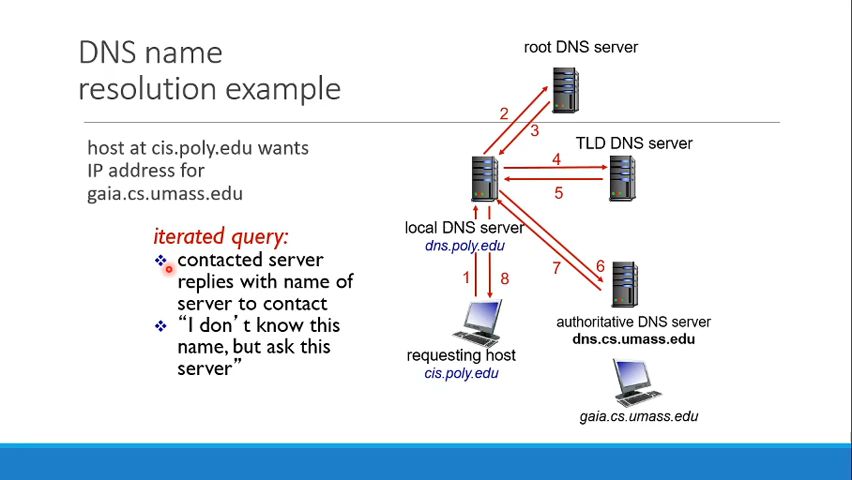 DNS name
resolution example
host at cis.poly.edu wants
IP address for
gaia.cs.umass.edu
iterated query:
❖ contacted server
replies with name of
server to contact
❖ “I don’t know this
name, but ask this
server”
root DNS server
2
3
TLD DNS server
4
5
local DNS server
dns.poly.edu
1
8
7
6
authoritative DNS server
dns.cs.umass.edu
requesting host
cis.poly.edu
gaia.cs.umass.edu